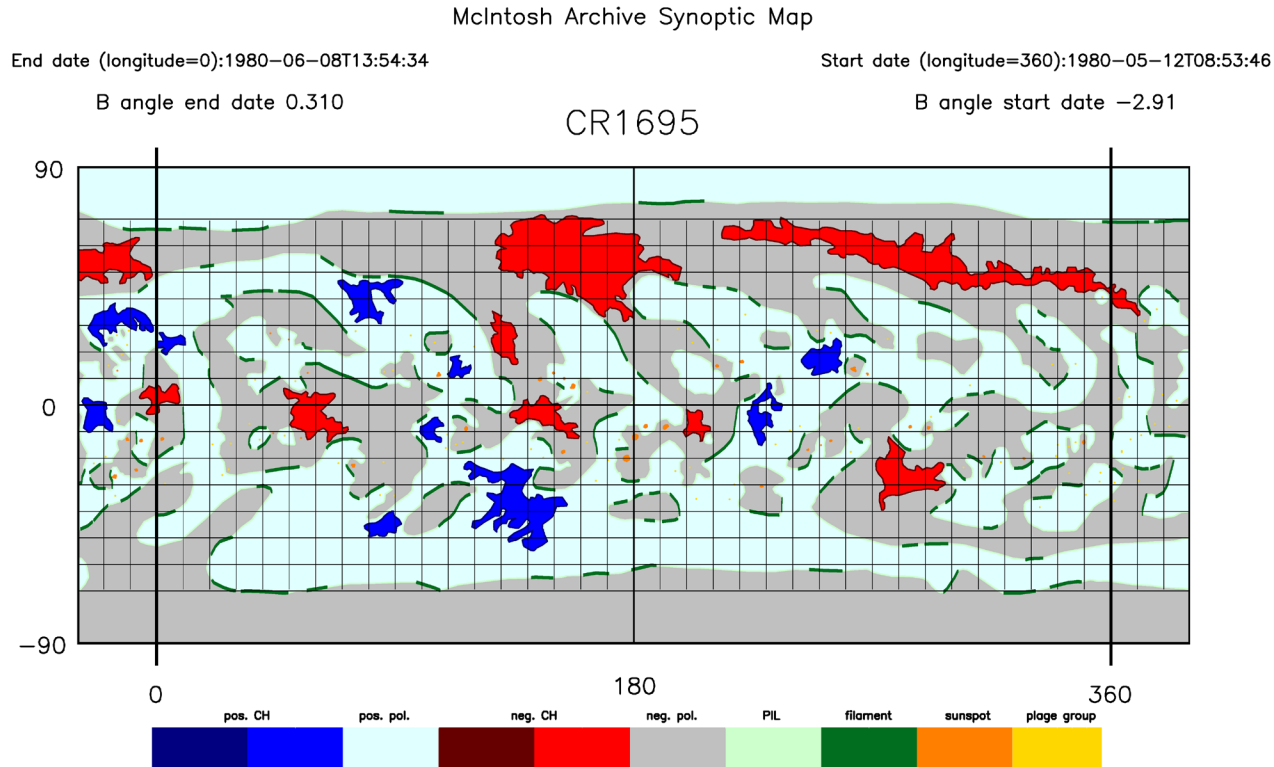 McIntosh Archive Synoptic Map
End date (longitude=0):1980-06-08T13:54:34
Start date (longitude=360):1980-05-12T08:53:46
B angle end date 0.310
B angle start date -2.91
CR1695
90
0
-90
0
180
360
pos. CH
pos. pol.
neg. CH
neg. pol.
PIL
filament
sunspot
plage group